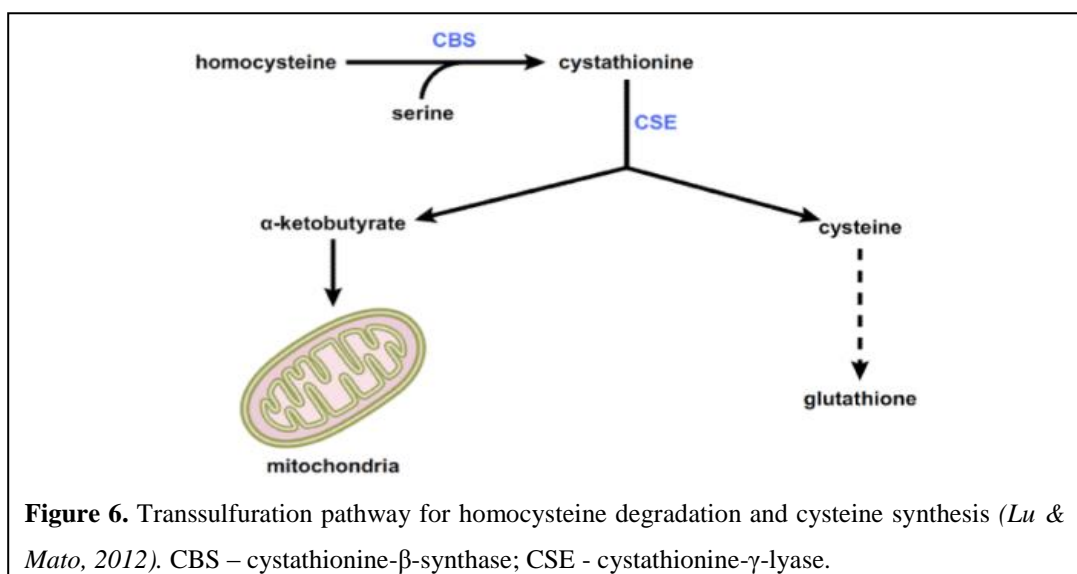 CBS
homocysteine
cystathionine
serine
CSE
α-ketobutyrate
cysteine
glutathione
mitochondria
Figure 6. Transsulfuration pathway for homocysteine degradation and cysteine synthesis (Lu &
Mato, 2012). CBS – cystathionine-β-synthase; CSE - cystathionine-γ-lyase.